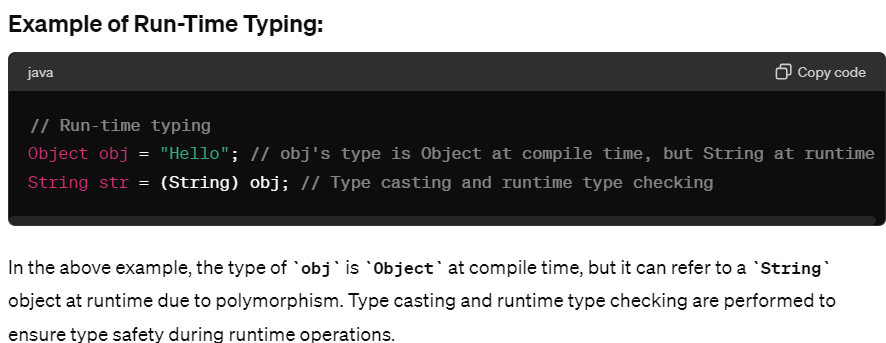 Example of Run-Time Typing:
java
Copy code
// Run-time typing
Object obj = "Hello"; // obj's type is Object at compile time, but String at runtime
String str = (String) obj; // Type casting and runtime type checking
In the above example, the type of `obj` is `Object` at compile time, but it can refer to a `String`
object at runtime due to polymorphism. Type casting and runtime type checking are performed to
ensure type safety during runtime operations.